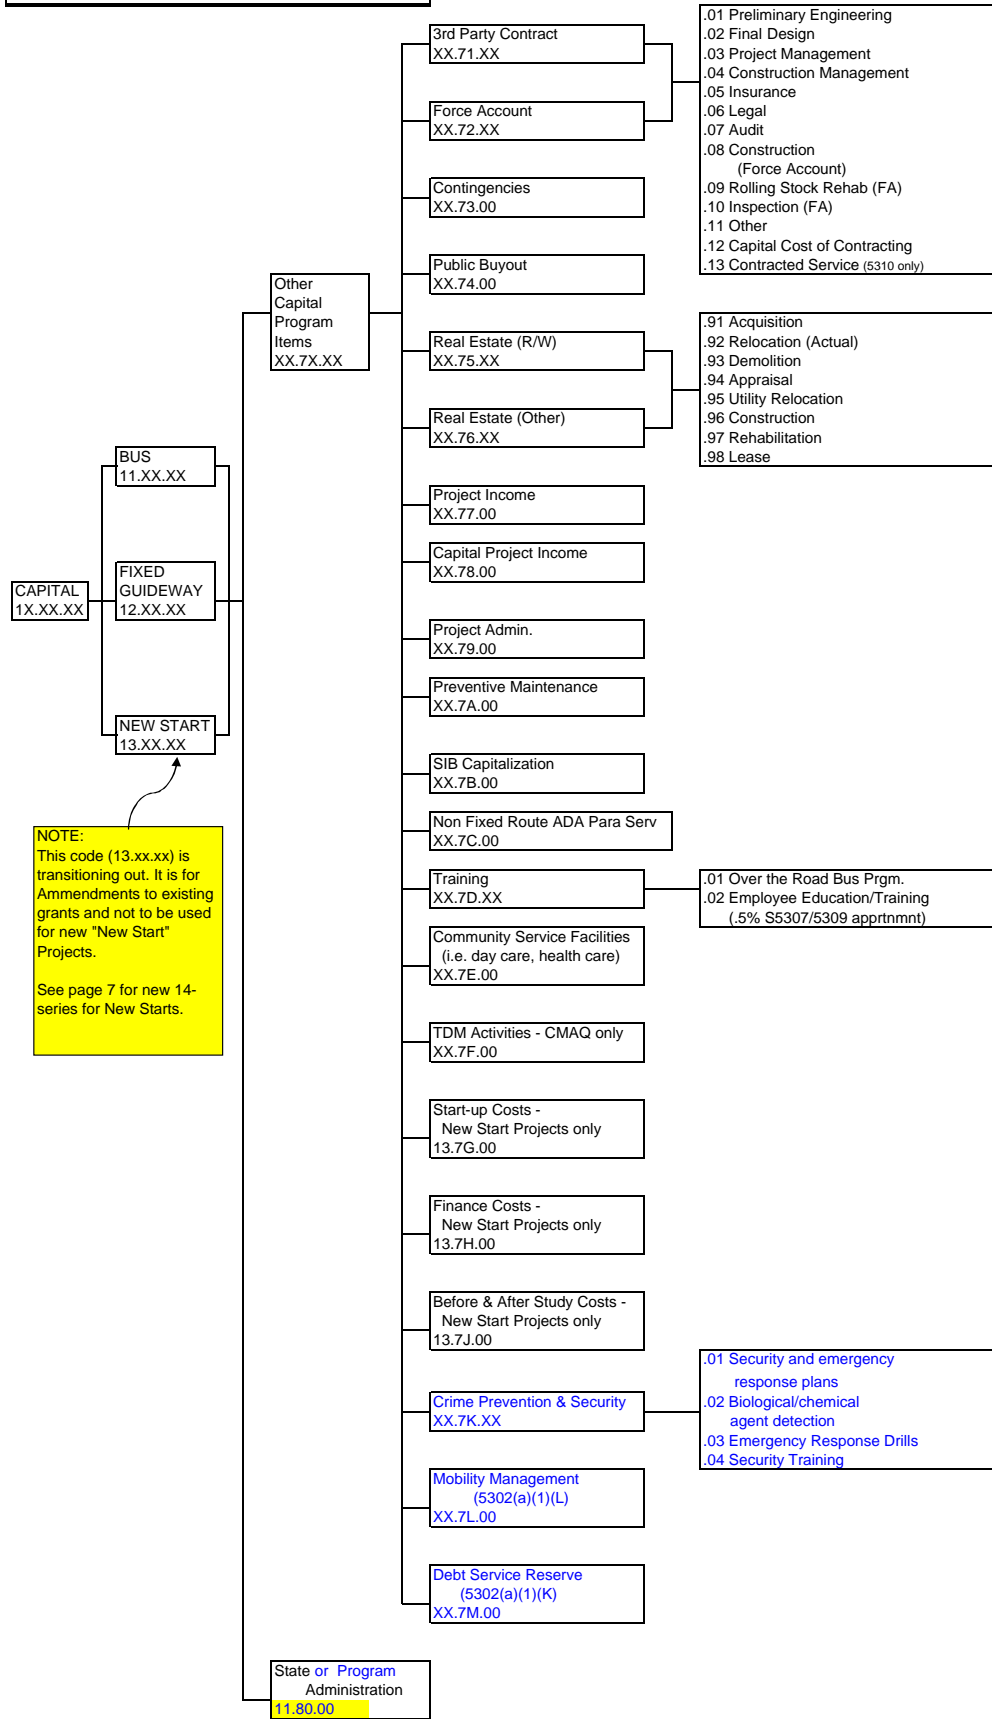 3rd Party Contract
XX.71.XX
Force Account
XX.72.XX
.01 Preliminary Engineering
.02 Final Design
.03 Project Management
.04 Construction Management
.05 Insurance
.06 Legal
.07 Audit
.08 Construction
(Force Account)
.09 Rolling Stock Rehab (FA)
.10 Inspection (FA)
.11 Other
.12 Capital Cost of Contracting
.13 Contracted Service (5310 only)
Contingencies
XX.73.00
Public Buyout
XX.74.00
Other
Capital
Program
Items
XX.7X.XX
Real Estate (R/W)
XX.75.XX
Real Estate (Other)
XX.76.XX
.91 Acquisition
.92 Relocation (Actual)
.93 Demolition
.94 Appraisal
.95 Utility Relocation
.96 Construction
.97 Rehabilitation
.98 Lease
BUS
11.XX.XX
Project Income
XX.77.00
Capital Project Income
XX.78.00
CAPITAL
1X.XX.XX
FIXED
GUIDEWAY
12.XX.XX
Project Admin.
XX.79.00
Preventive Maintenance
XX.7A.00
NEW START
13.XX.XX
SIB Capitalization
XX.7B.00
Non Fixed Route ADA Para Serv
XX.7C.00
NOTE:
This code (13.xx.xx) is
transitioning out. It is for
Ammendments to existing
grants and not to be used
for new "New Start"
Projects.
See page 7 for new 14-
series for New Starts.
Training
XX.7D.XX
.01 Over the Road Bus Prgm.
.02 Employee Education/Training
(.5% S5307/5309 apprtnmnt)
Community Service Facilities
(i.e. day care, health care)
XX.7E.00
TDM Activities - CMAQ only
XX.7F.00
Start-up Costs -
New Start Projects only
13.7G.00
Finance Costs -
New Start Projects only
13.7H.00
Before & After Study Costs -
New Start Projects only
13.7J.00
Crime Prevention & Security
XX.7K.XX
.01 Security and emergency
response plans
.02 Biological/chemical
agent detection
.03 Emergency Response Drills
.04 Security Training
Mobility Management
(5302(a)(1)(L)
XX.7L.00
Debt Service Reserve
(5302(a)(1)(K)
XX.7M.00
State or Program
Administration
11.80.00